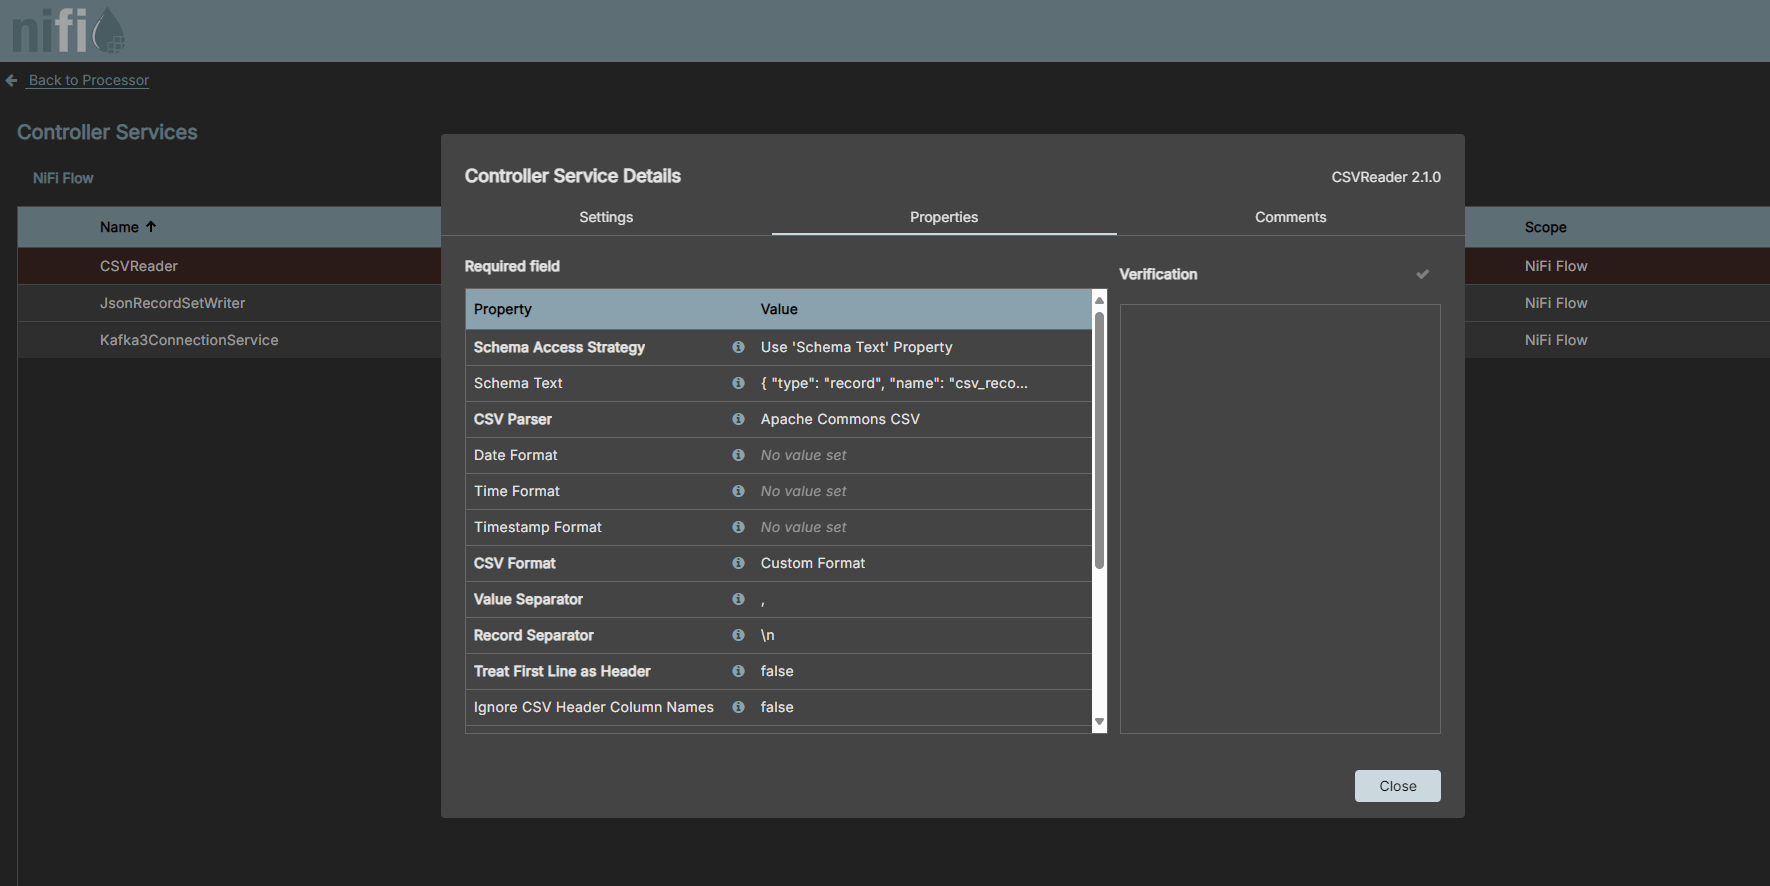 nifi
Back to Processor
Controller Services
NiFi Flow
Name
Scope
CSVReader
NiFi Flow
JsonRecordSetWriter
NiFi Flow
Kafka3ConnectionService
NiFi Flow
Controller Service Details
CSVReader 2.1.0
Settings
Properties
Comments
Required field
Verification
Property Value
Schema Access Strategy Use 'Schema Text' Property
Schema Text { "type": "record", "name": "csv_reco...
CSV Parser Apache Commons CSV
Date Format No value set
Time Format No value set
Timestamp Format No value set
CSV Format Custom Format
Value Separator ,
Record Separator \n
Treat First Line as Header false
Ignore CSV Header Column Names false
Close